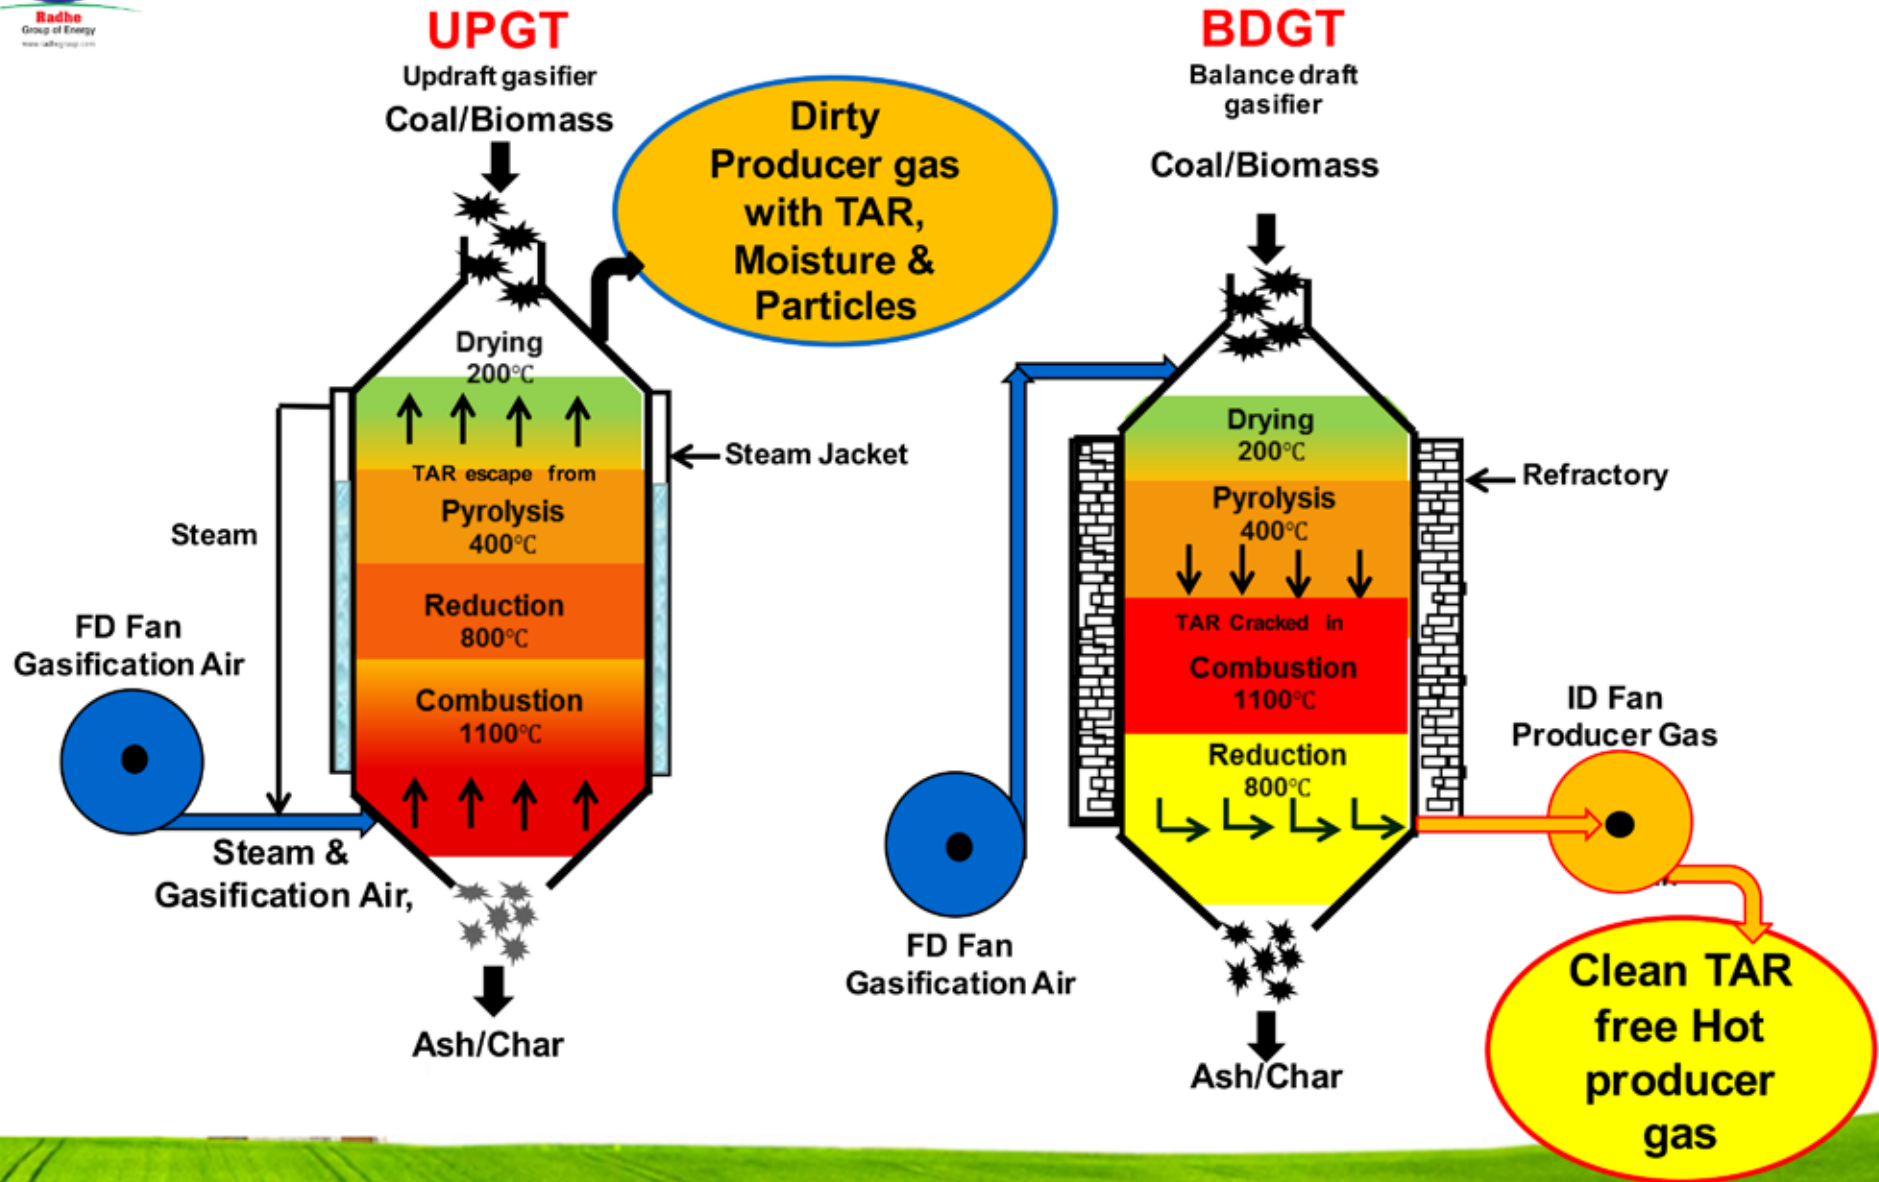 Radhe
Group of Energy
www.radhegroup.com
UPGT
Updraft gasifier
Coal/Biomass
Dirty
Producer gas
with TAR,
Moisture &
Particles
Drying
200°C
TAR escape from
Pyrolysis
400°C
Reduction
800°C
Combustion
1100°C
Steam Jacket
Steam
FD Fan
Gasification Air
Steam &
Gasification Air,
Ash/Char
BDGT
Balance draft
gasifier
Coal/Biomass
Drying
200°C
Pyrolysis
400°C
TAR Cracked in
Combustion
1100°C
Reduction
800°C
Refractory
FD Fan
Gasification Air
ID Fan
Producer Gas
Ash/Char
Clean TAR
free Hot
producer
gas